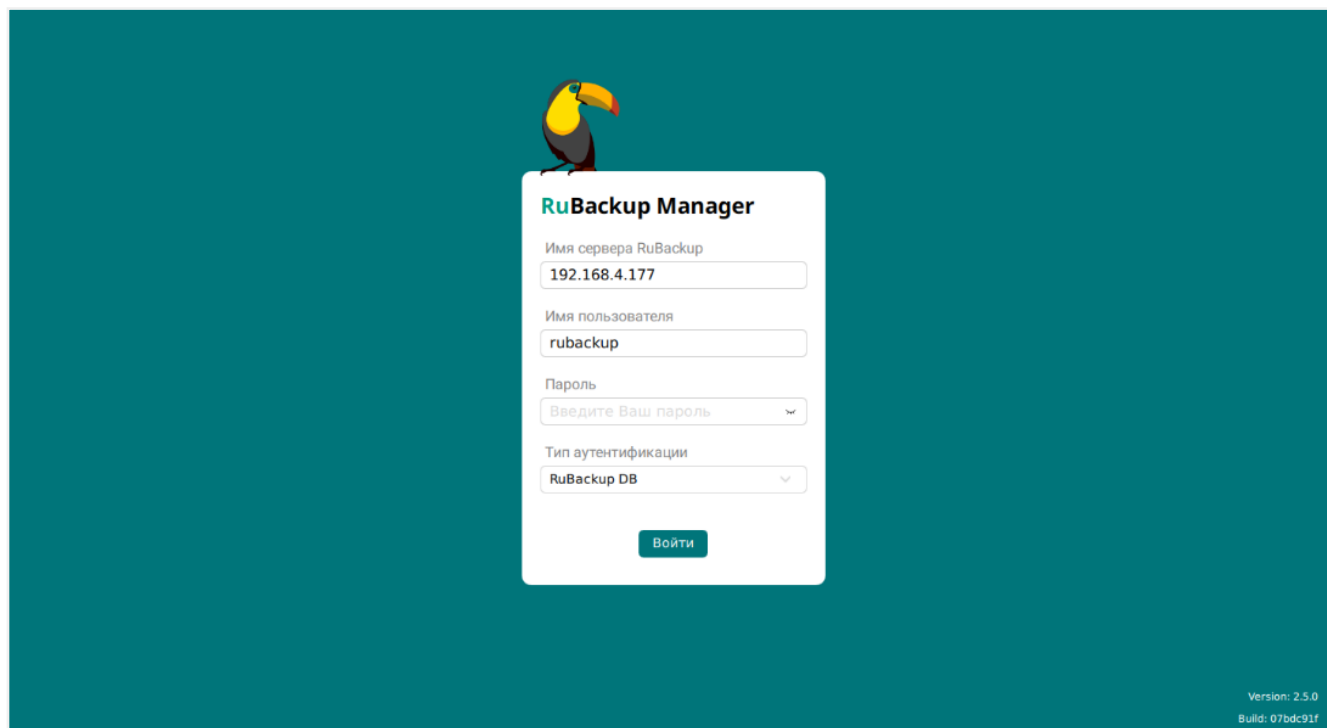 RuBackup Manager
Имя сервера RuBackup
192.168.4.177
Имя пользователя
rubackup
Пароль
Введите Ваш пароль
Тип аутентификации
RuBackup DB
Войти
Version: 2.5.0
Build: 07bdc91f